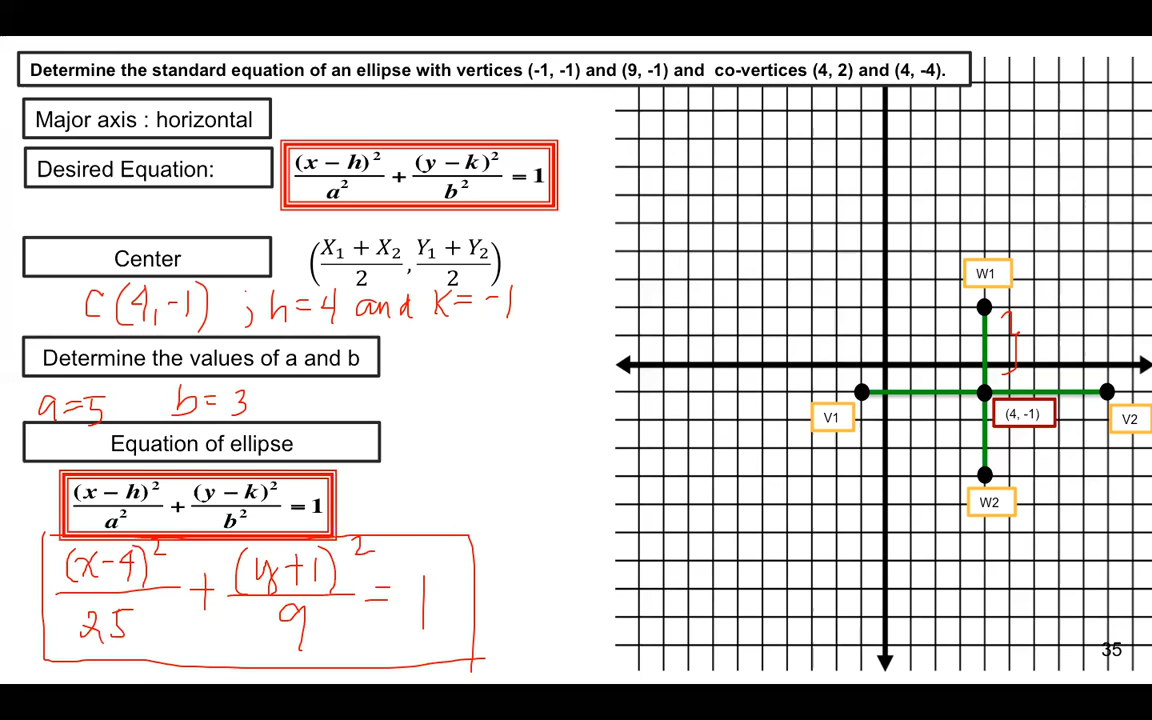 Determine the standard equation of an ellipse with vertices (-1, -1) and (9, -1) and co-vertices (4, 2) and (4, -4).
Major axis : horizontal
Desired Equation:
(x – h)²/a² + (y – k)²/b² = 1
Center
(X₁ + X₂/2, Y₁ + Y₂/2)
C(4,-1) ; h=4 and K= -1
Determine the values of a and b
a=5 b= 3
Equation of ellipse
(x – h)²/a² + (y – k)²/b² = 1
(x-4)²/25 + (y+1)²/9 = 1
W1
V1
(4, -1)
V2
W2
35